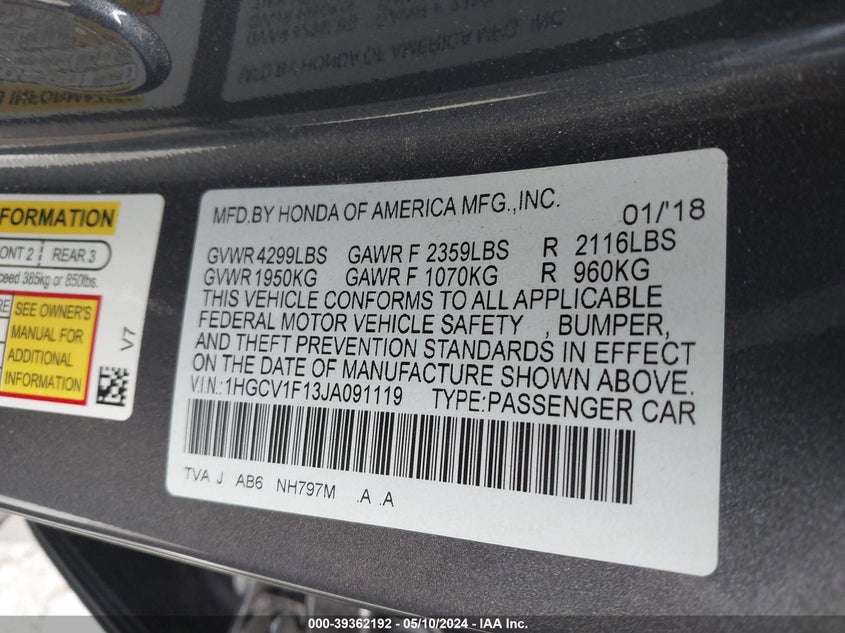 MFD.BY HONDA OF AMERICA MFG.,INC. 01/'18
GVWR 4299LBS GAWR F 2359LBS R 2116LBS
GVWR 1950KG GAWR F 1070KG R 960KG
THIS VEHICLE CONFORMS TO ALL APPLICABLE
FEDERAL MOTOR VEHICLE SAFETY , BUMPER,
AND THEFT PREVENTION STANDARDS IN EFFECT
ON THE DATE OF MANUFACTURE SHOWN ABOVE.
V.I.N.:1HGCV1F13JA091119 TYPE:PASSENGER CAR
TVA J AB6 NH797M .A .A
FORMATION
ONT 2 REAR 3
ceed 385kg or 850lbs.
RE
SEE OWNER'S
MANUAL FOR
ADDITIONAL
INFORMATION
V7
000-39362192 - 05/10/2024 - IAA Inc.